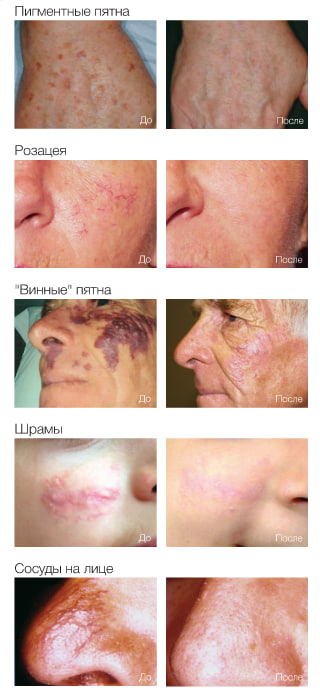 Пигментные пятна
До
После
Розацея
До
После
"Винные" пятна
До
После
Шрамы
До
После
Сосуды на лице
До
После